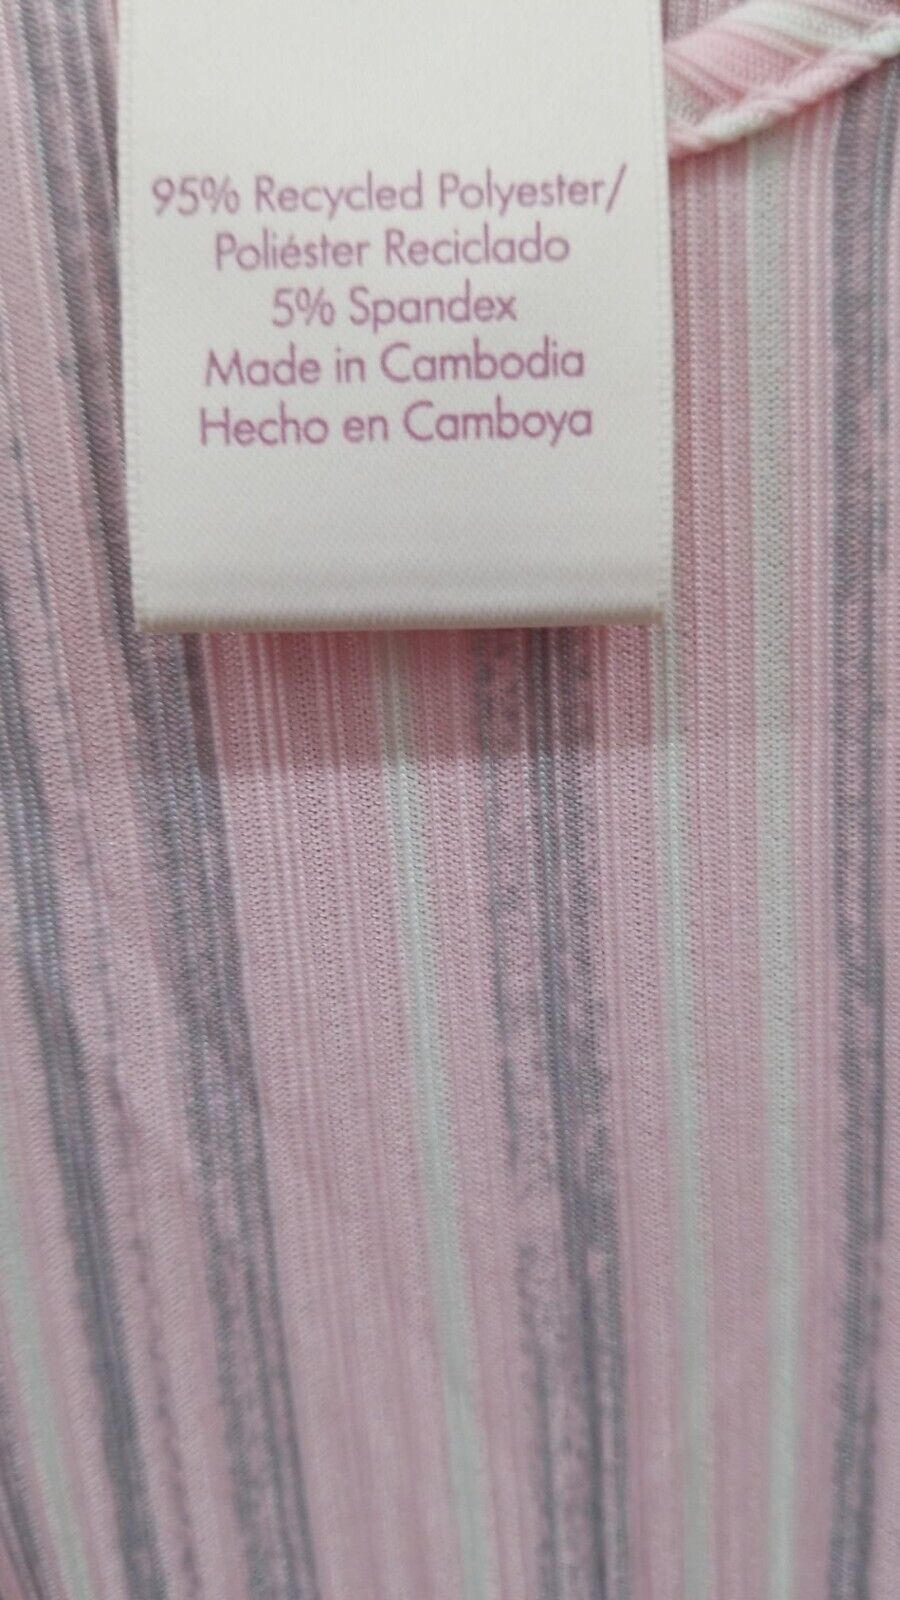 95% Recycled Polyester/
Poliéster Reciclado
5% Spandex
Made in Cambodia
Hecho en Camboya